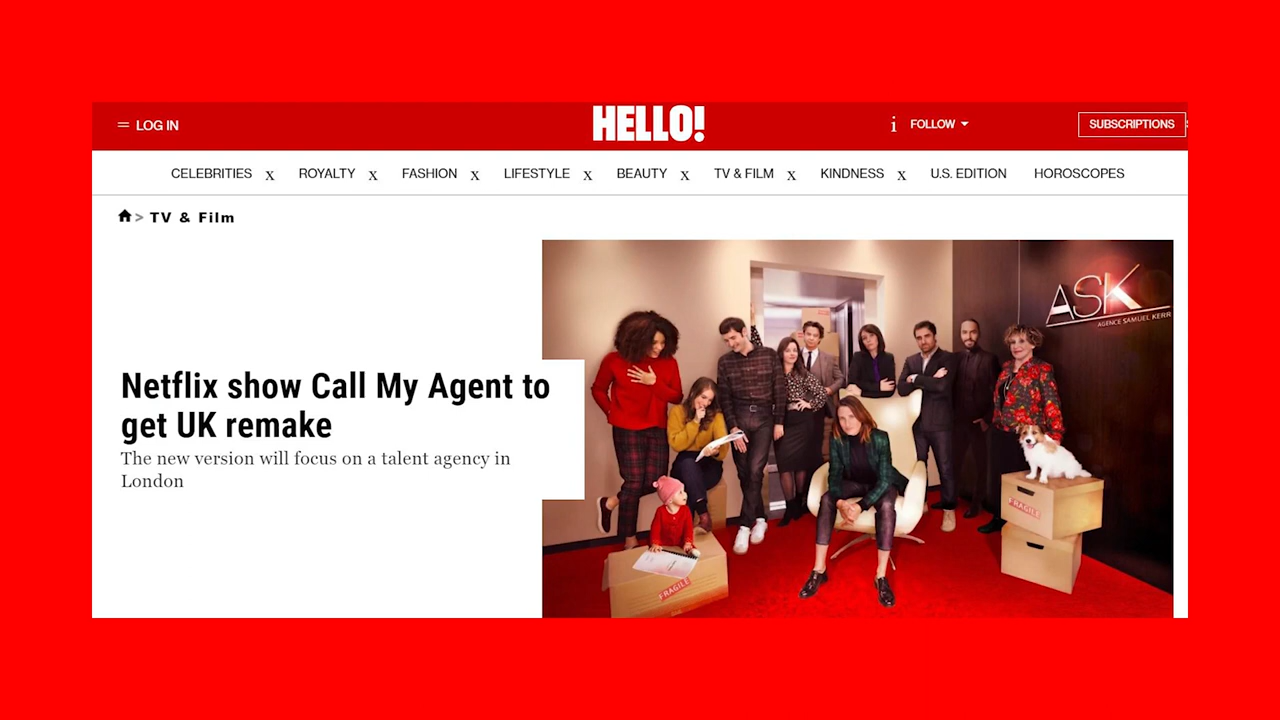 LOG IN
HELLO!
i FOLLOW
SUBSCRIPTIONS
CELEBRITIES x ROYALTY x FASHION x LIFESTYLE x BEAUTY x TV & FILM x KINDNESS x U.S. EDITION HOROSCOPES
> TV & Film
Netflix show Call My Agent to
get UK remake
The new version will focus on a talent agency in
London
ASK
AGENCE SAMUEL KERR
FRAGILE
FRAGILE